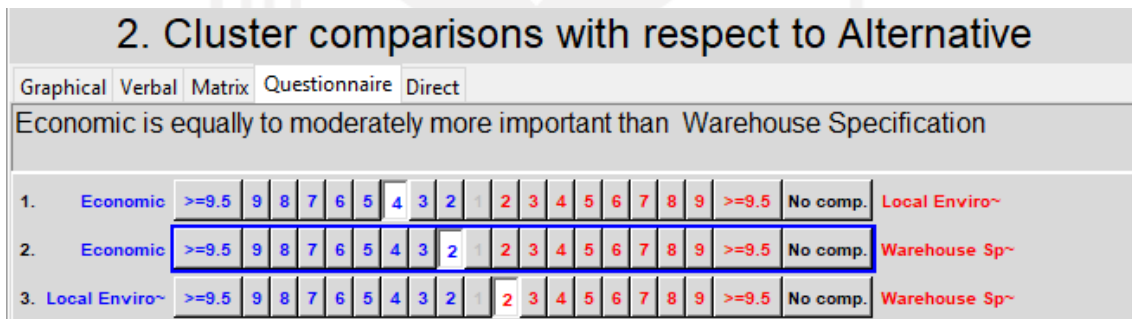 2. Cluster comparisons with respect to Alternative
Graphical Verbal Matrix Questionnaire Direct
Economic is equally to moderately more important than Warehouse Specification
1. Economic >=9.5 9 8 7 6 5 4 3 2 1 2 3 4 5 6 7 8 9 >=9.5 No comp. Local Enviro~
2. Economic >=9.5 9 8 7 6 5 4 3 2 1 2 3 4 5 6 7 8 9 >=9.5 No comp. Warehouse Sp~
3. Local Enviro~ >=9.5 9 8 7 6 5 4 3 2 1 2 3 4 5 6 7 8 9 >=9.5 No comp. Warehouse Sp~